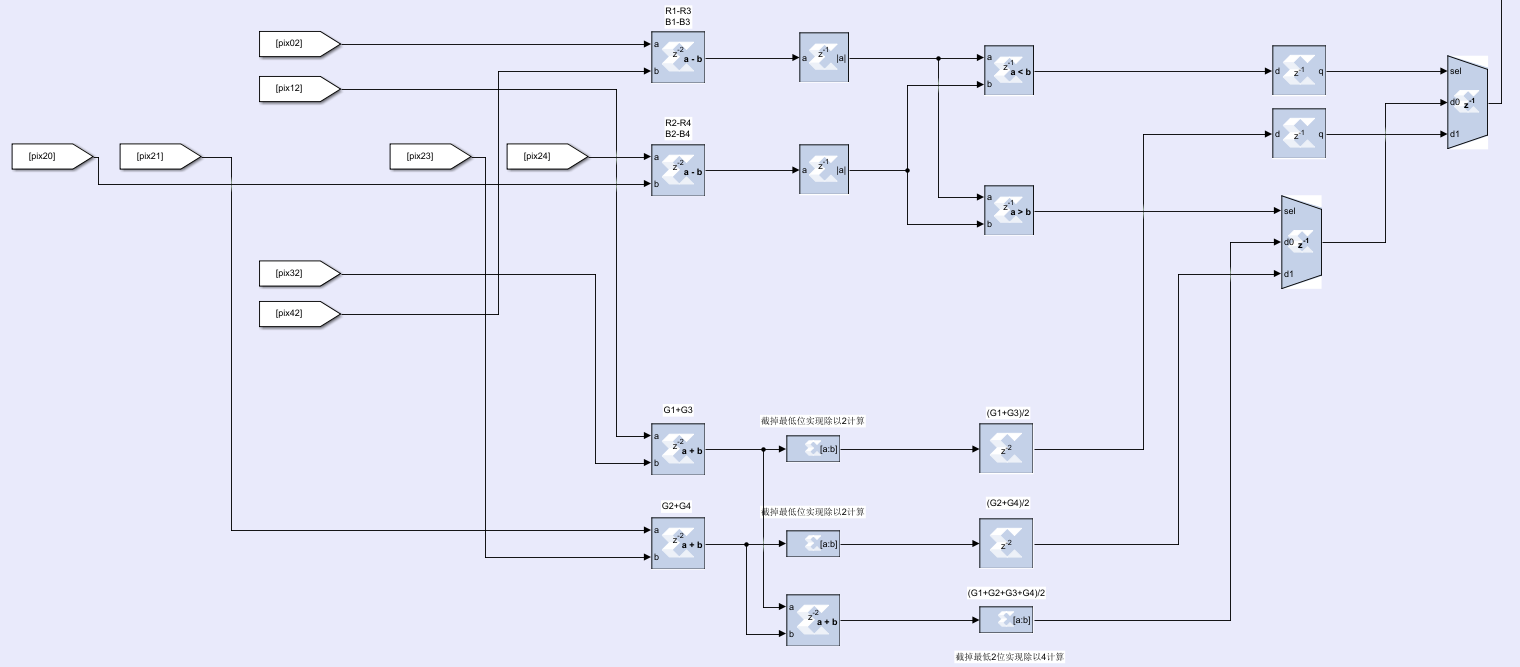 R1-R3
B1-B3
[pix02]
a
b
z-2
a - b
a
z-1
|a|
a
b
z-1
a < b
d
z-1
q
sel
d0
d1
z-1
[pix12]
R2-R4
B2-B4
[pix20]
[pix21]
[pix23]
[pix24]
a
b
z-2
a - b
a
z-1
|a|
d
z-1
q
a
b
z-1
a > b
sel
d0
d1
z-1
[pix32]
[pix42]
G1+G3
a
b
z-2
a + b
截掉最低位实现除以2计算
[a:b]
(G1+G3)/2
z-2
G2+G4
a
b
z-2
a + b
截掉最低位实现除以2计算
[a:b]
(G2+G4)/2
z-2
a
b
z-2
a + b
(G1+G2+G3+G4)/2
[a:b]
截掉最低2位实现除以4计算